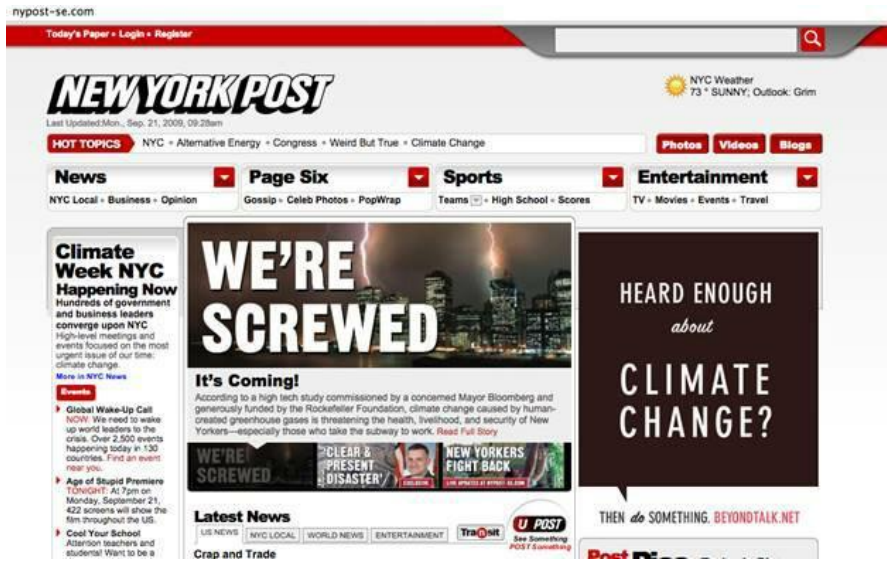 nypost-se.com
Today's Paper • Login • Register
NEW YORK POST
NYC Weather
73 ° SUNNY; Outlook: Grim
Last Updated:Mon., Sep. 21, 2009, 09:28am
HOT TOPICS NYC • Alternative Energy • Congress • Weird But True • Climate Change
Photos Videos Blogs
News Page Six Sports Entertainment
NYC Local • Business • Opinion Gossip • Celeb Photos • PopWrap Teams • High School • Scores TV • Movies • Events • Travel
Climate
Week NYC
Happening Now
Hundreds of government
and business leaders
converge upon NYC
High-level meetings and
events focused on the most
urgent issue of our time:
climate change.
More in NYC News
Events
Global Wake-Up Call
NOW: We need to wake
up world leaders to the
crisis. Over 2,500 events
happening today in 130
countries. Find an event
near you.
Age of Stupid Premiere
TONIGHT: At 7pm on
Monday, September 21,
422 screens will show the
film throughout the US.
Cool Your School
Attention teachers and
students! Want to be a
WE'RE
SCREWED
It's Coming!
According to a high tech study commissioned by a concerned Mayor Bloomberg and
generously funded by the Rockefeller Foundation, climate change caused by human-
created greenhouse gases is threatening the health, livelihood, and security of New
Yorkers—especially those who take the subway to work. Read Full Story
WE'RE
SCREWED
'CLEAR &
PRESENT
DISASTER'
EXCLUSIVE
NEW YORKERS
FIGHT BACK
LIVE UPDATES AT NYPOST-SE.COM
Latest News
US NEWS NYC LOCAL WORLD NEWS ENTERTAINMENT
Transit
U POST
See Something
POST Something
Crap and Trade
HEARD ENOUGH
about
CLIMATE
CHANGE?
THEN do SOMETHING. BEYONDTALK.NET
Post